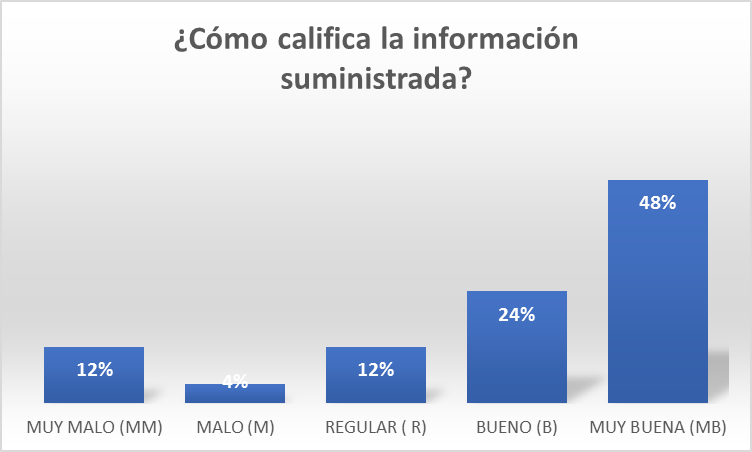 ¿Cómo califica la información
suministrada?
48%
24%
12%
4%
12%
MUY MALO (MM)
MALO (M)
REGULAR ( R)
BUENO (B)
MUY BUENA (MB)